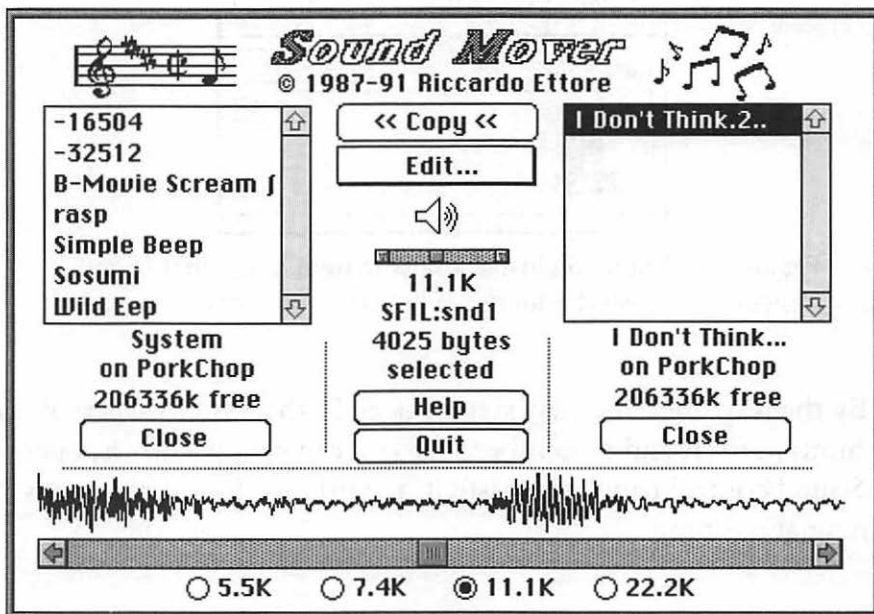 Sound Mover
© 1987-91 Riccardo Ettore
-16504
-32512
B-Movie Scream ƒ
rasp
Simple Beep
Sosumi
Wild Eep
System
on PorkChop
206336k free
Close
<< Copy <<
Edit...
11.1K
SFIL:snd1
4025 bytes
selected
Help
Quit
I Don't Think.2..
I Don't Think...
on PorkChop
206336k free
Close
5.5K
7.4K
11.1K
22.2K